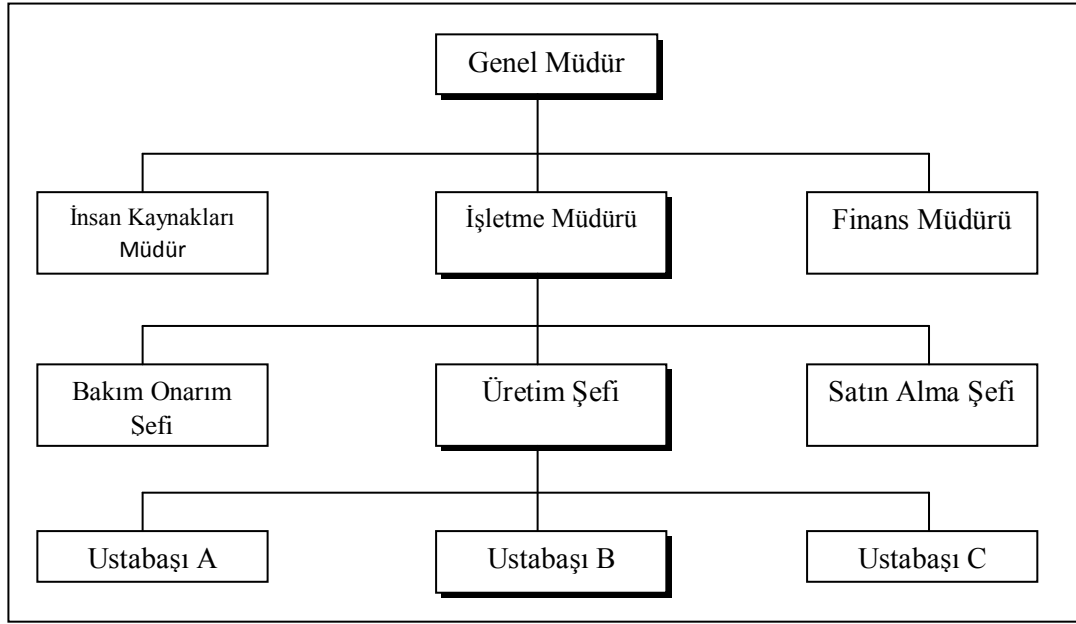 Genel Müdür
İnsan Kaynakları
Müdür
İşletme Müdürü
Finans Müdürü
Bakım Onarım
Şefi
Üretim Şefi
Satın Alma Şefi
Ustabaşı A
Ustabaşı B
Ustabaşı C